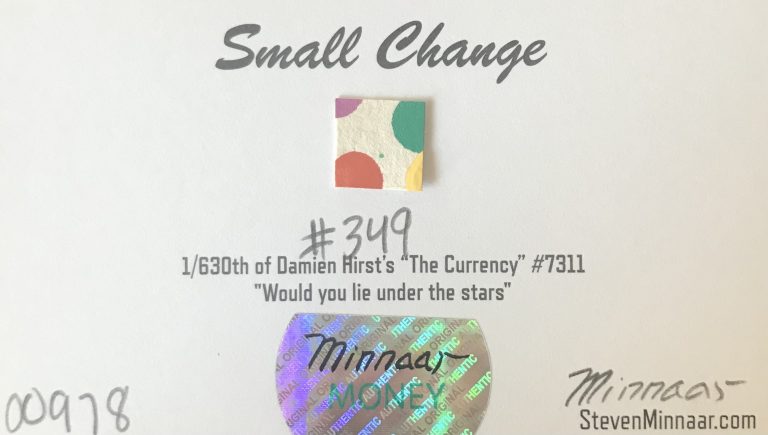 Small Change
#349
1/630th of Damien Hirst's "The Currency" #7311
"Would you lie under the stars"
Minnaar
MONEY
00978
Minnaar
StevenMinnaar.com